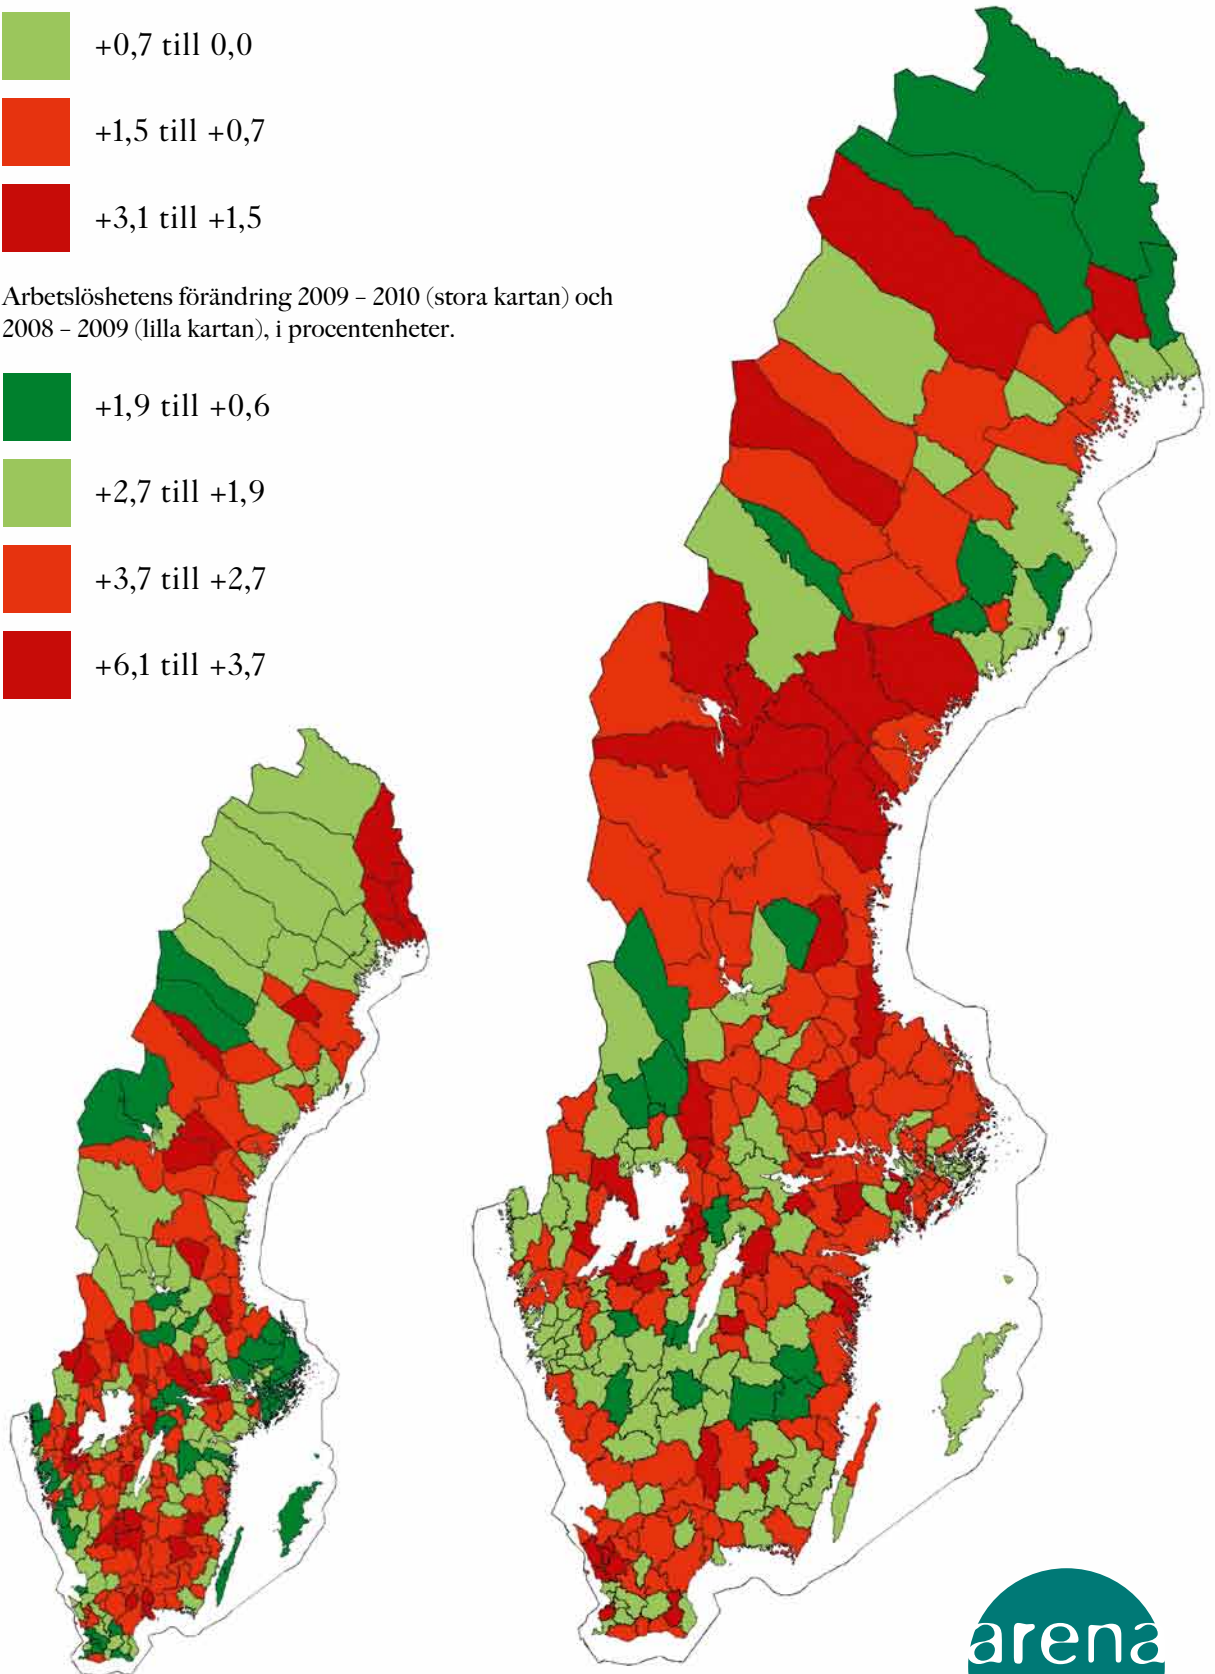 +0,7 till 0,0
+1,5 till +0,7
+3,1 till +1,5
Arbetslöshetens förändring 2009 – 2010 (stora kartan) och
2008 – 2009 (lilla kartan), i procentenheter.
+1,9 till +0,6
+2,7 till +1,9
+3,7 till +2,7
+6,1 till +3,7
arena